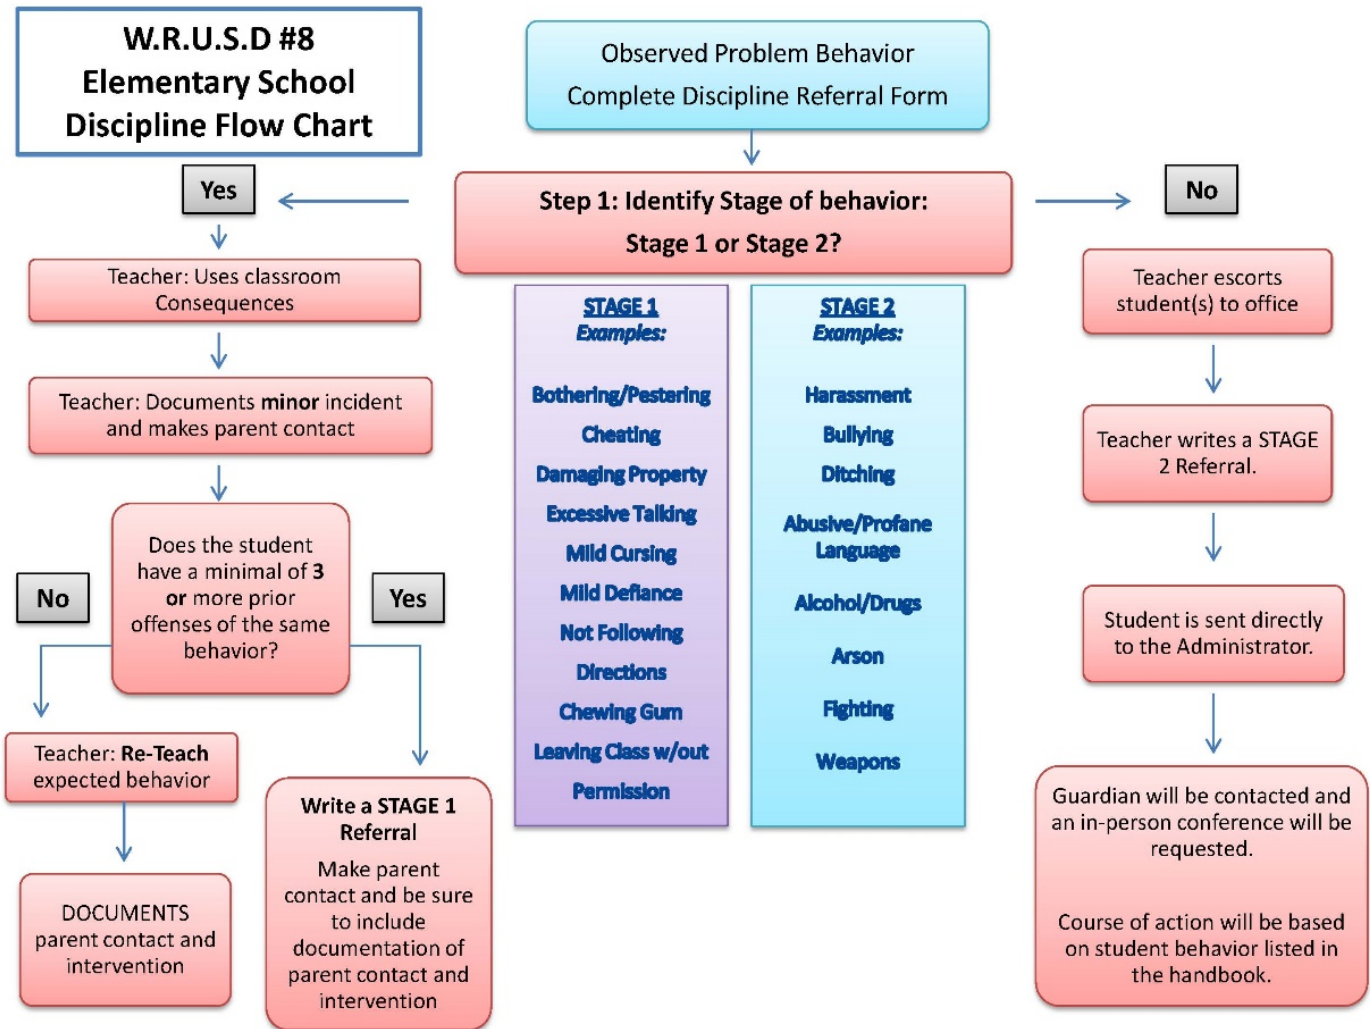 W.R.U.S.D #8
Elementary School
Discipline Flow Chart
Observed Problem Behavior
Complete Discipline Referral Form
Yes
Step 1: Identify Stage of behavior:
Stage 1 or Stage 2?
No
Teacher: Uses classroom
Consequences
Teacher: Documents minor incident
and makes parent contact
Does the student
have a minimal of 3
or more prior
offenses of the same
behavior?
No
Yes
Teacher: Re-Teach
expected behavior
DOCUMENTS
parent contact and
intervention
Write a STAGE 1
Referral
Make parent
contact and be sure
to include
documentation of
parent contact and
intervention
STAGE 1
Examples:
Bothering/Pestering
Cheating
Damaging Property
Excessive Talking
Mild Cursing
Mild Defiance
Not Following
Directions
Chewing Gum
Leaving Class w/out
Permission
STAGE 2
Examples:
Harassment
Bullying
Ditching
Abusive/Profane
Language
Alcohol/Drugs
Arson
Fighting
Weapons
Teacher escorts
student(s) to office
Teacher writes a STAGE
2 Referral.
Student is sent directly
to the Administrator.
Guardian will be contacted and
an in-person conference will be
requested.
Course of action will be based
on student behavior listed in
the handbook.